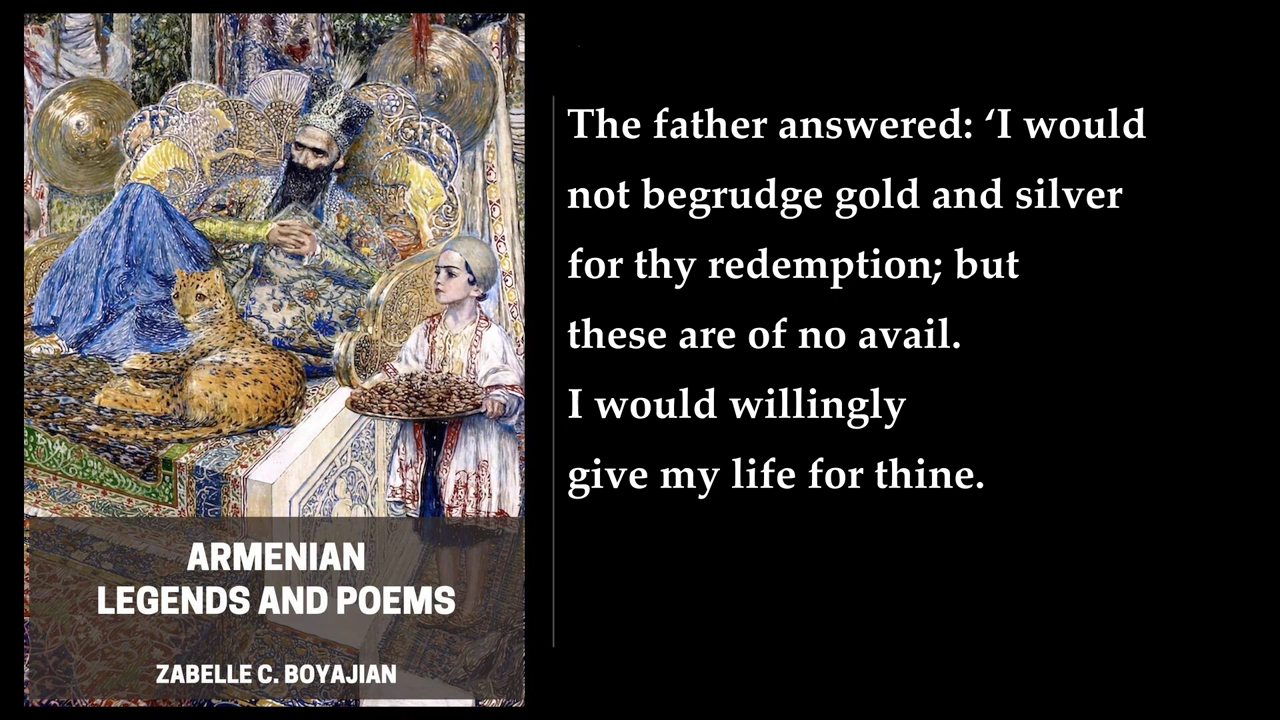 ARMENIAN
LEGENDS AND POEMS
ZABELLE C. BOYAJIAN
The father answered: ‘I would
not begrudge gold and silver
for thy redemption; but
these are of no avail.
I would willingly
give my life for thine.